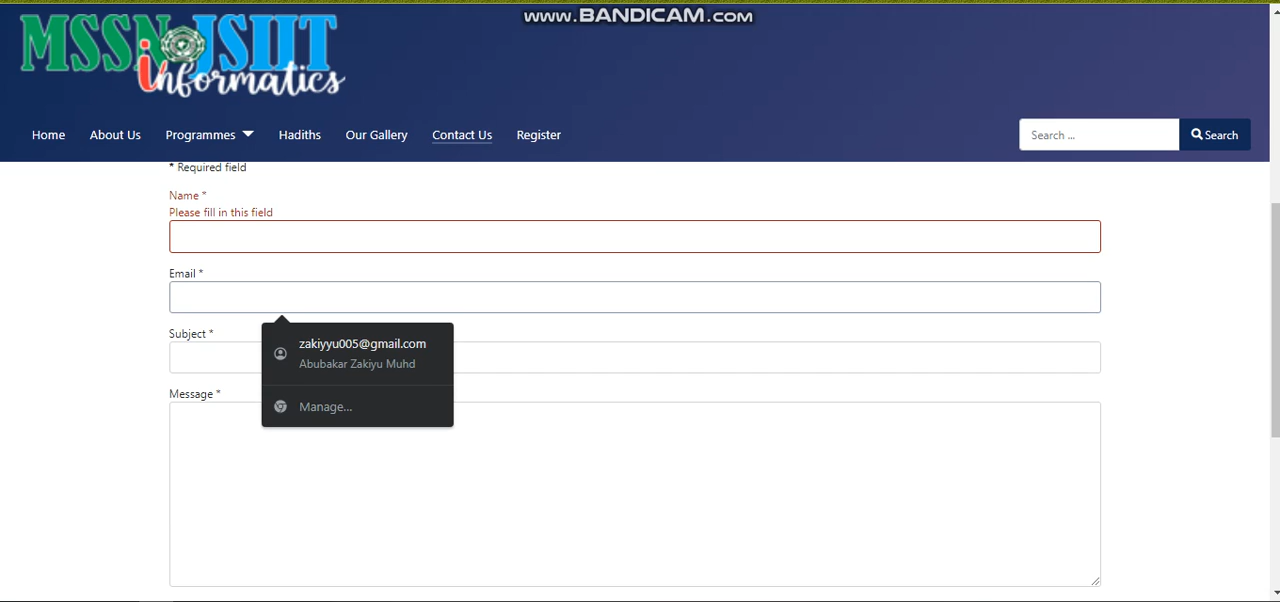 www.BANDICAM.com
MSSN JSIIT
informatics
Home About Us Programmes Hadiths Our Gallery Contact Us Register Search ... Search
* Required field
Name *
Please fill in this field
Email *
zakiyyu005@gmail.com
Subject *
Abubakar Zakiyu Muhd
Message *
Manage...